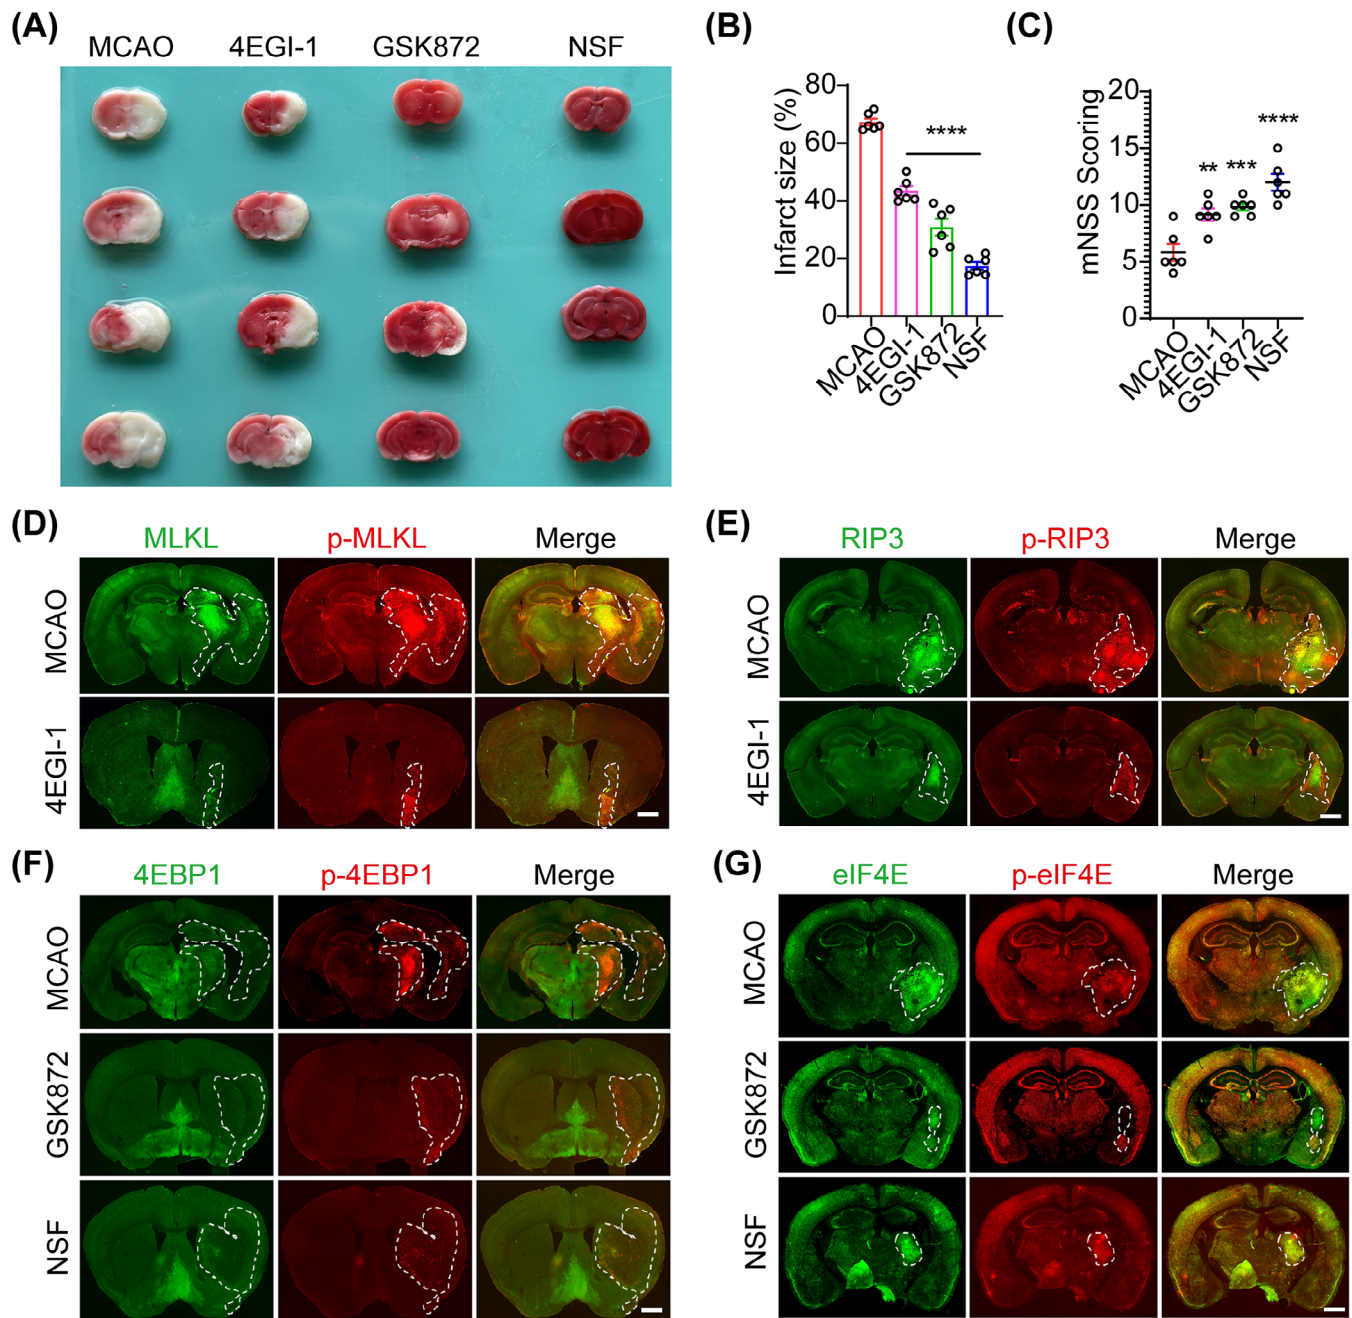 (A)
MCAO 4EGI-1 GSK872 NSF
(B)
Infarct size (%)
80
60
40
20
0
****
MCAO
4EGI-1
GSK872
NSF
(C)
mNSS Scoring
20
15
10
5
0
** *** ****
MCAO
4EGI-1
GSK872
NSF
(D)
MLKL p-MLKL Merge
MCAO
4EGI-1
(E)
RIP3 p-RIP3 Merge
MCAO
4EGI-1
(F)
4EBP1 p-4EBP1 Merge
MCAO
GSK872
NSF
(G)
eIF4E p-eIF4E Merge
MCAO
GSK872
NSF